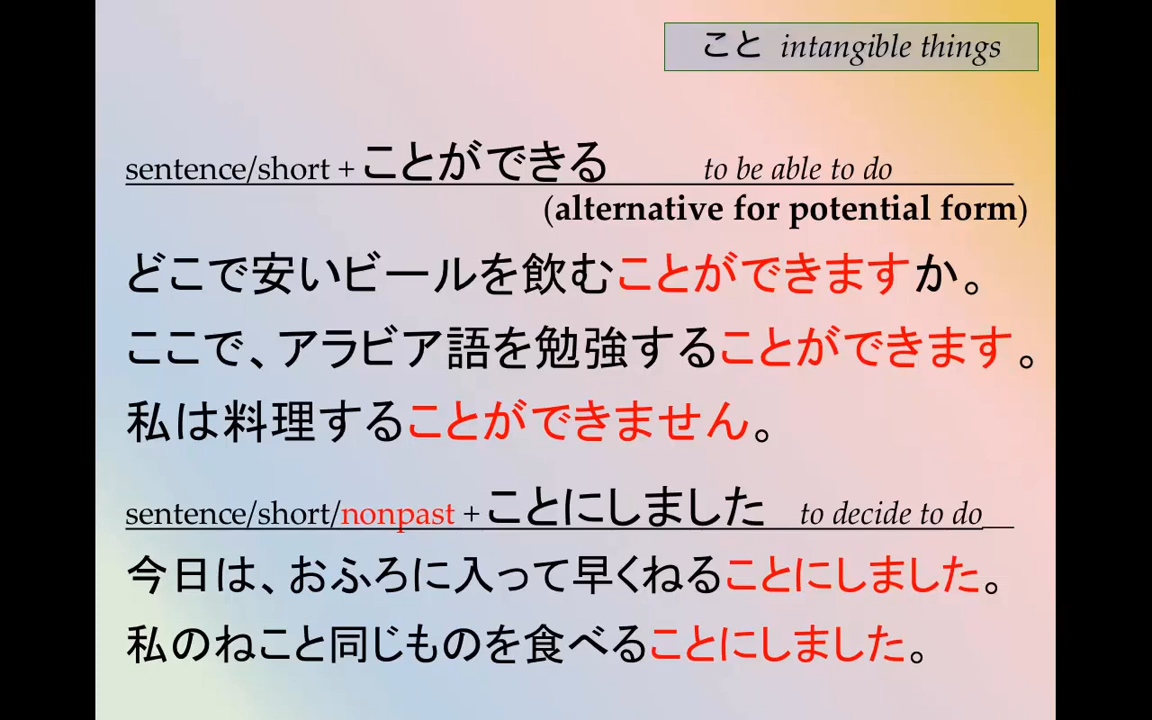 こと intangible things
sentence/short + ことができる to be able to do
(alternative for potential form)
どこで安いビールを飲むことができますか。
ここで、アラビア語を勉強することができます。
私は料理することができません。
sentence/short/nonpast + ことにしました to decide to do
今日は、おふろに入って早くねることにしました。
私のねこと同じものを食べることにしました。